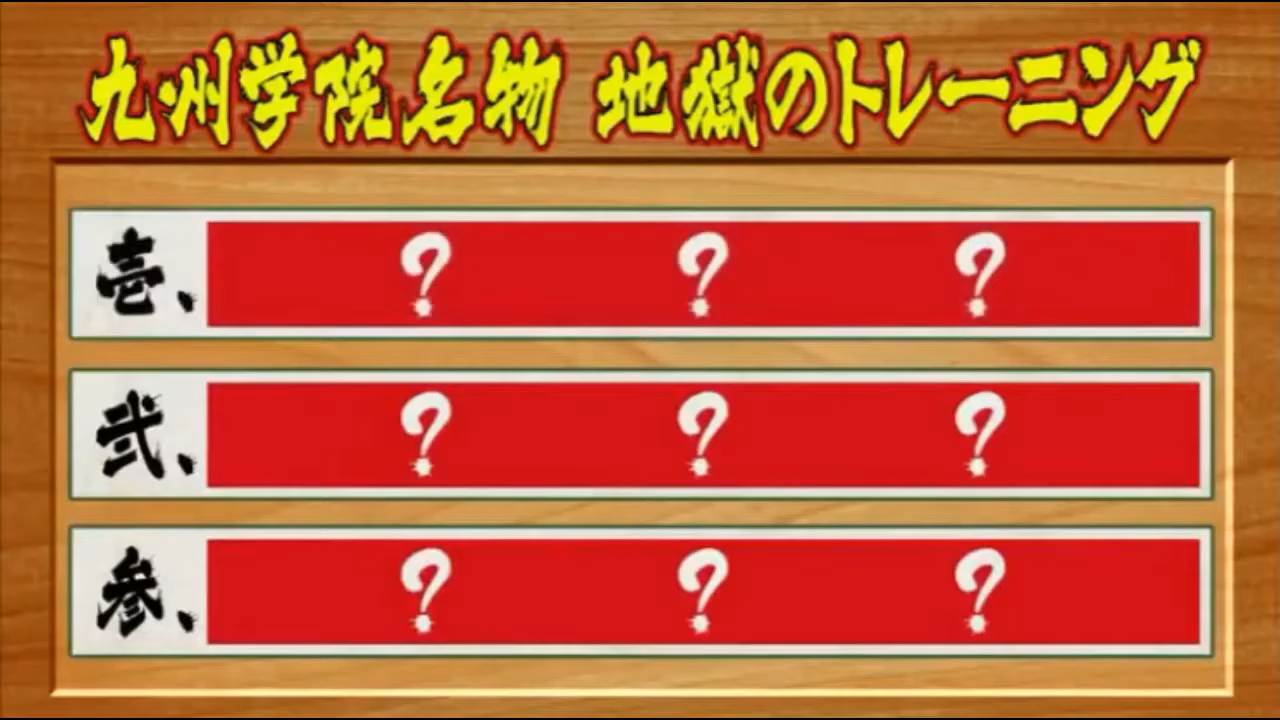 九州学院名物 地獄のトレーニング
壱、 ? ? ?
弐、 ? ? ?
参、 ? ? ?